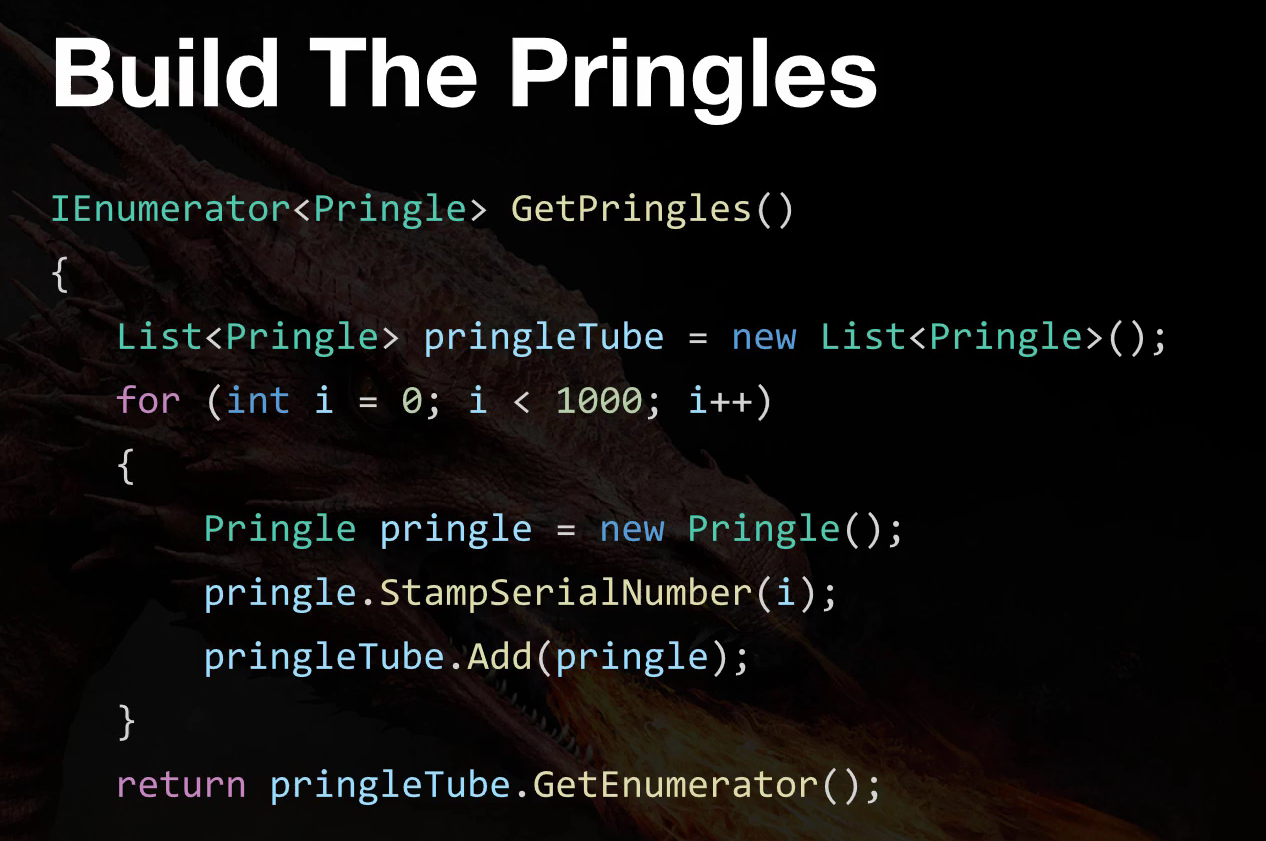 Build The Pringles
IEnumerator<Pringle> GetPringles()
{
List<Pringle> pringleTube = new List<Pringle>();
for (int i = 0; i < 1000; i++)
{
Pringle pringle = new Pringle();
pringle.StampSerialNumber(i);
pringleTube.Add(pringle);
}
return pringleTube.GetEnumerator();